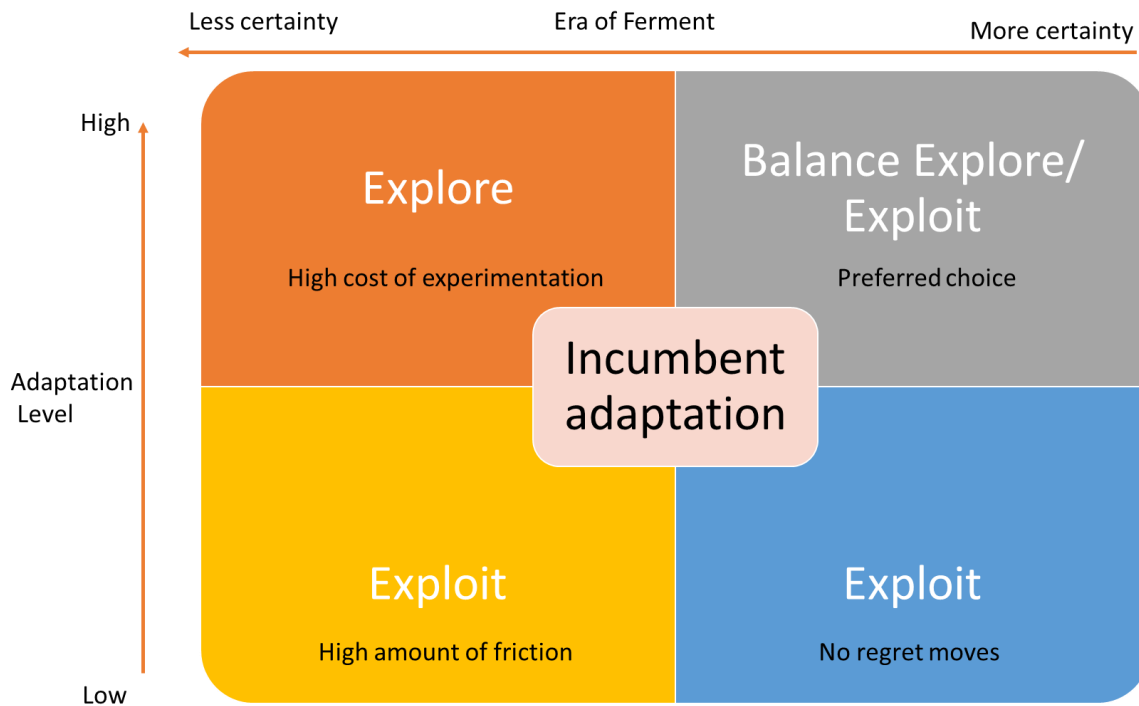 Less certainty
Era of Ferment
More certainty
High
Explore
High cost of experimentation
Balance Explore/
Exploit
Preferred choice
Adaptation
Level
Incumbent
adaptation
Exploit
High amount of friction
Exploit
No regret moves
Low